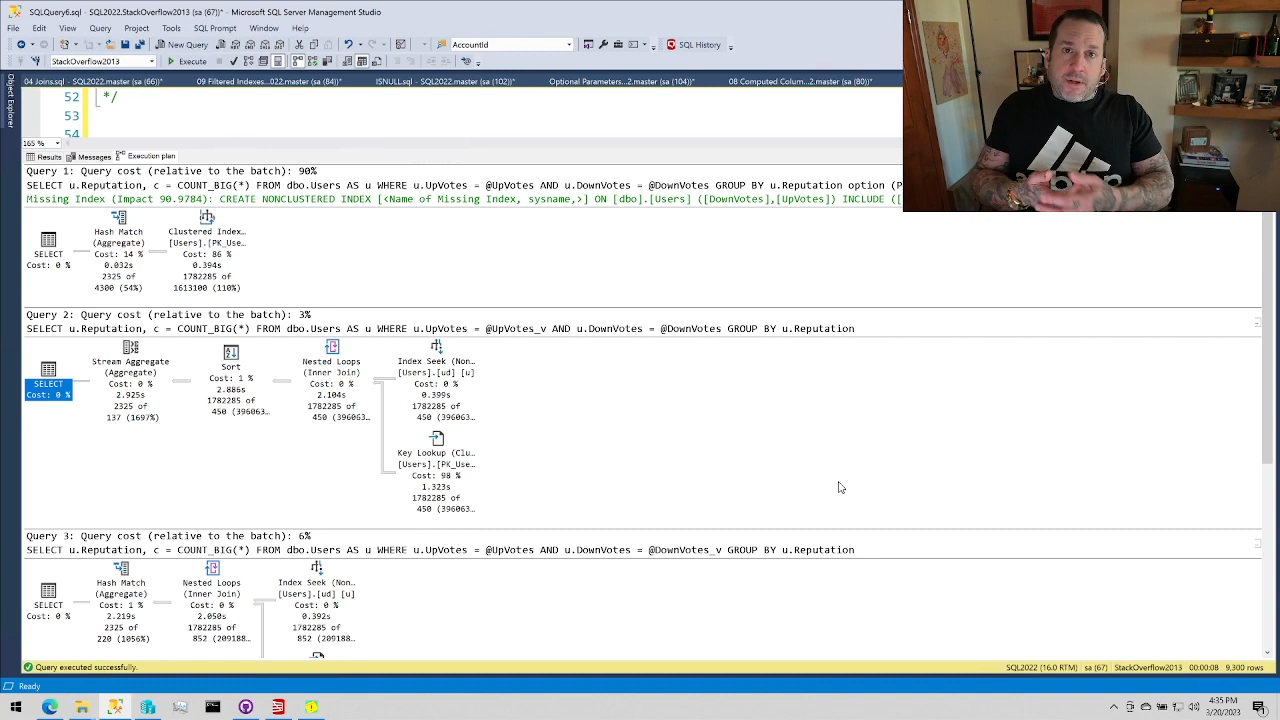 SQLQuery6.sql - SQL2022.StackOverflow2013 (sa (67))* - Microsoft SQL Server Management Studio
File Edit View Query Project Tools SQL Prompt Window Help
New Query AccountId SQL History
StackOverflow2013 Execute
Object Explorer
04 Joins.sql - SQL2022.master (sa (66))* 09 Filtered Indexes...022.master (sa (84))* ISNULL.sql - SQL2022.master (sa (102))* Optional Parameters...2.master (sa (104))* 08 Computed Colum...2.master (sa (80))*
52 */
53
54
165 %
Results Messages Execution plan
Query 1: Query cost (relative to the batch): 90%
SELECT u.Reputation, c = COUNT_BIG(*) FROM dbo.Users AS u WHERE u.UpVotes = @UpVotes AND u.DownVotes = @DownVotes GROUP BY u.Reputation option (
Missing Index (Impact 90.9784): CREATE NONCLUSTERED INDEX [<Name of Missing Index, sysname,>] ON [dbo].[Users] ([DownVotes],[UpVotes]) INCLUDE ([
Hash Match Clustered Index…
(Aggregate) [Users].[PK_Use…
SELECT Cost: 14 % Cost: 86 %
Cost: 0 % 0.032s 0.394s
2325 of 1782285 of
4300 (54%) 1613100 (110%)
Query 2: Query cost (relative to the batch): 3%
SELECT u.Reputation, c = COUNT_BIG(*) FROM dbo.Users AS u WHERE u.UpVotes = @UpVotes_v AND u.DownVotes = @DownVotes GROUP BY u.Reputation
Stream Aggregate Sort Nested Loops Index Seek (Non…
Cost: 0 % Cost: 1 % (Inner Join) [Users].[ud] [u]
SELECT 2.925s 2.886s Cost: 0 % Cost: 0 %
Cost: 0 % 2325 of 1782285 of 2.104s 0.399s
137 (1697%) 450 (396063… 1782285 of 1782285 of
450 (396063… 450 (396063…
Key Lookup (Clu…
[Users].[PK_Use…
Cost: 98 %
1.323s
1782285 of
450 (396063…
Query 3: Query cost (relative to the batch): 6%
SELECT u.Reputation, c = COUNT_BIG(*) FROM dbo.Users AS u WHERE u.UpVotes = @UpVotes AND u.DownVotes = @DownVotes_v GROUP BY u.Reputation
Hash Match Nested Loops Index Seek (Non…
(Aggregate) (Inner Join) [Users].[ud] [u]
SELECT Cost: 1 % Cost: 0 % Cost: 0 %
Cost: 0 % 2.219s 2.050s 0.392s
2325 of 1782285 of 1782285 of
220 (1056%) 852 (209188… 852 (209188…
Query executed successfully. SQL2022 (16.0 RTM) sa (67) StackOverflow2013 00:00:08 9,300 rows
Ready
4:35 PM
3/20/2023